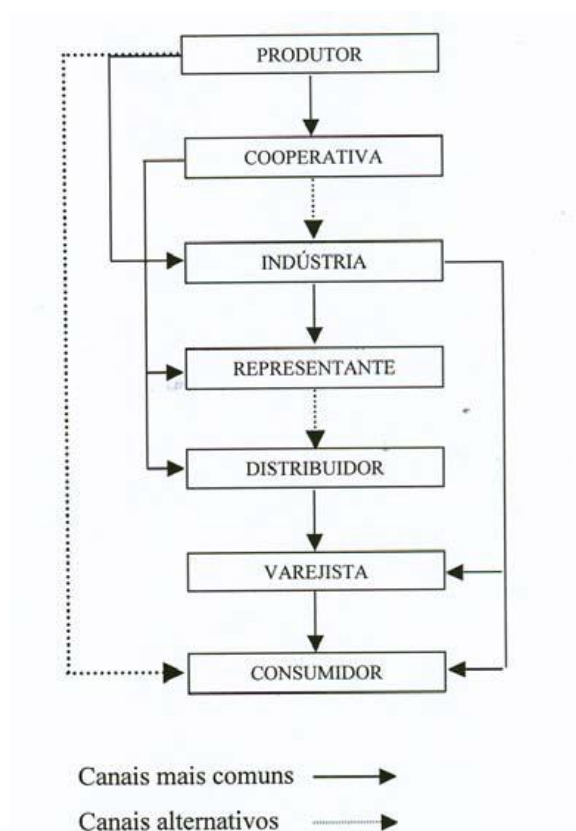 PRODUTOR
COOPERATIVA
INDÚSTRIA
REPRESENTANTE
DISTRIBUIDOR
VAREJISTA
CONSUMIDOR
Canais mais comuns
Canais alternativos